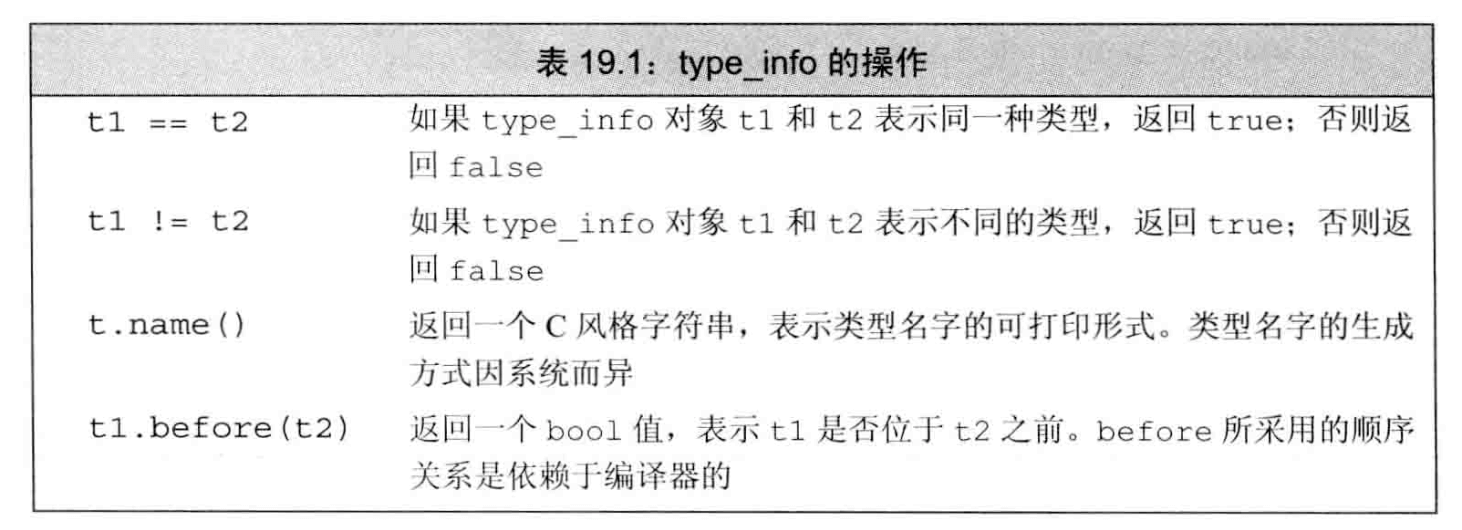 表 19.1：type_info 的操作
t1 == t2 如果 type_info 对象 t1 和 t2 表示同一种类型，返回 true；否则返
回 false
t1 != t2 如果 type_info 对象 t1 和 t2 表示不同的类型，返回 true；否则返
回 false
t.name() 返回一个 C 风格字符串，表示类型名字的可打印形式。类型名字的生成
方式因系统而异
t1.before(t2) 返回一个 bool 值，表示 t1 是否位于 t2 之前。before 所采用的顺序
关系是依赖于编译器的